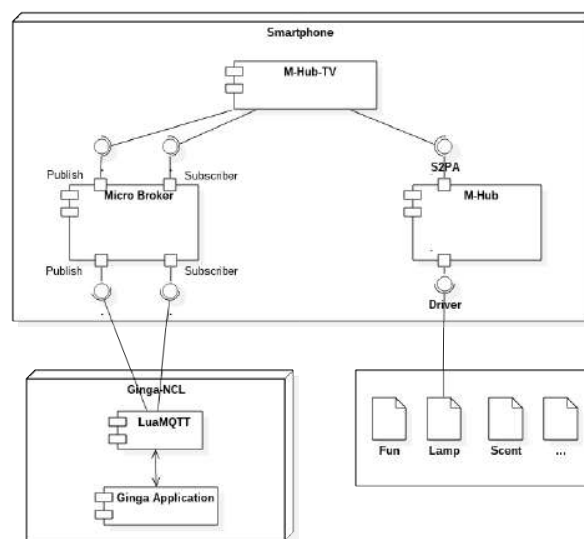 Smartphone
M-Hub-TV
Publish
Subscriber
S2PA
Micro Broker
M-Hub
Publish
Subscriber
Driver
Ginga-NCL
LuaMQTT
Ginga Application
Fun
Lamp
Scent
...